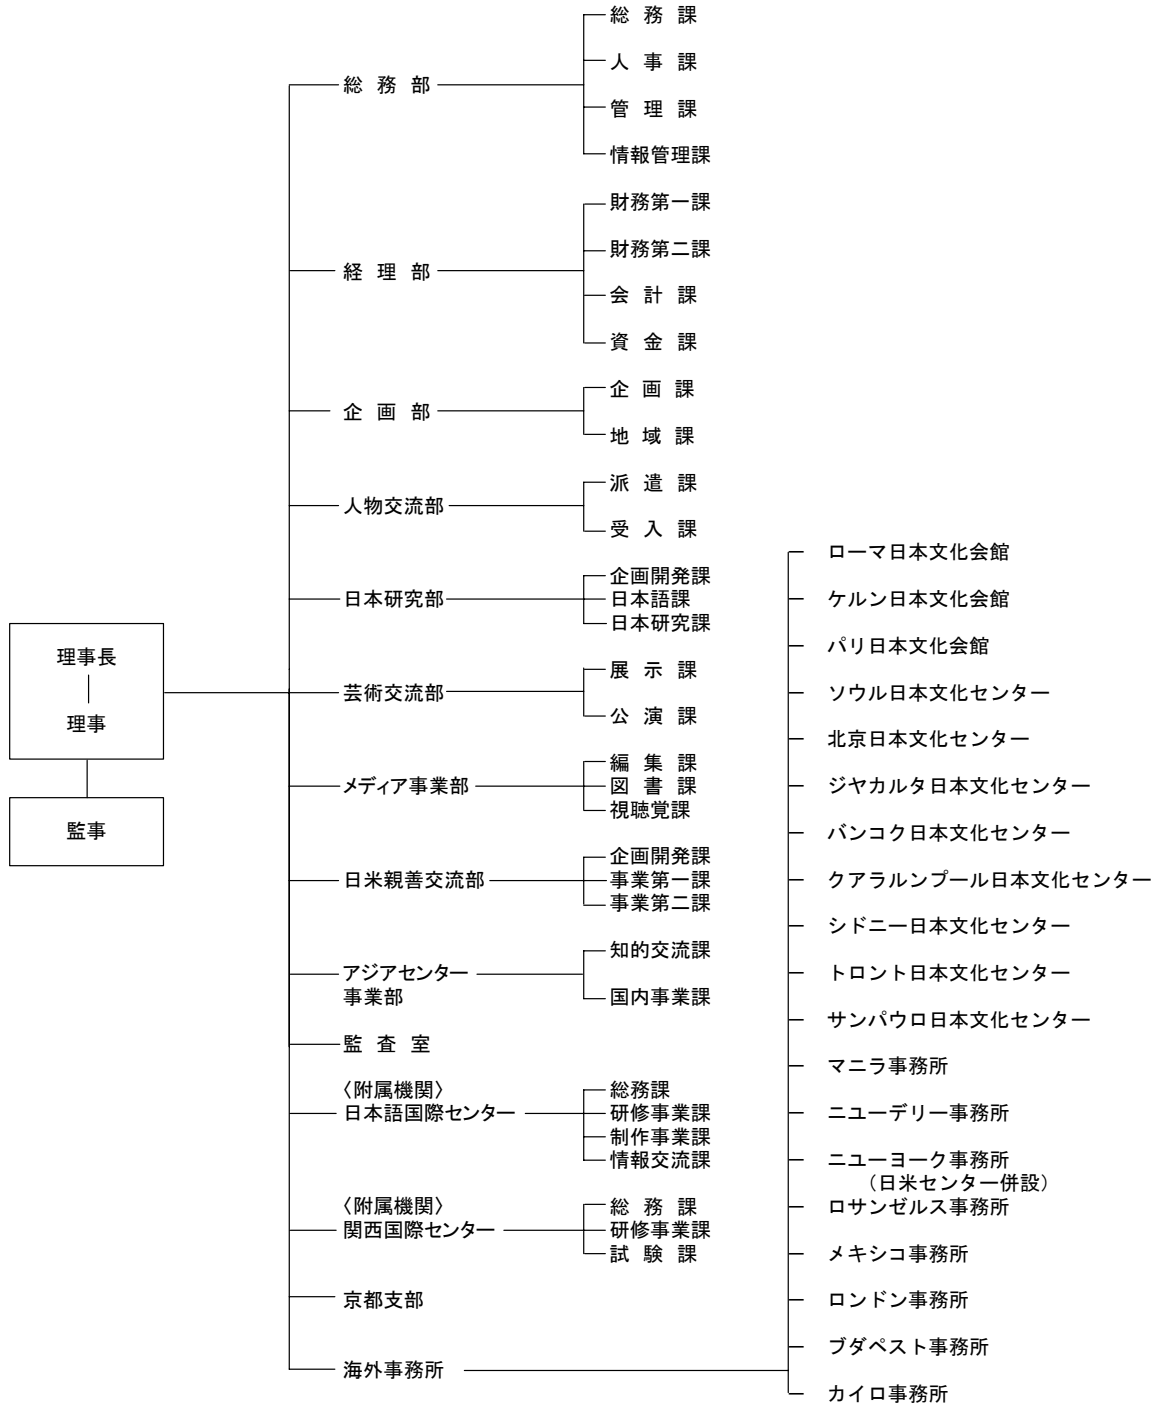 総務部
総務課
人事課
管理課
情報管理課
経理部
財務第一課
財務第二課
会計課
資金課
企画部
企画課
地域課
人物交流部
派遣課
受入課
日本研究部
企画開発課
日本語課
日本研究課
理事長
理事
監事
芸術交流部
展示課
公演課
メディア事業部
編集課
図書課
視聴覚課
日米親善交流部
企画開発課
事業第一課
事業第二課
アジアセンター
事業部
知的交流課
国内事業課
監査室
〈附属機関〉
日本語国際センター
総務課
研修事業課
制作事業課
情報交流課
〈附属機関〉
関西国際センター
総務課
研修事業課
試験課
京都支部
海外事務所
ローマ日本文化会館
ケルン日本文化会館
パリ日本文化会館
ソウル日本文化センター
北京日本文化センター
ジヤカルタ日本文化センター
バンコク日本文化センター
クアラルンプール日本文化センター
シドニー日本文化センター
トロント日本文化センター
サンパウロ日本文化センター
マニラ事務所
ニユーデリー事務所
ニユーヨーク事務所
（日米センター併設）
ロサンゼルス事務所
メキシコ事務所
ロンドン事務所
ブダペスト事務所
カイロ事務所